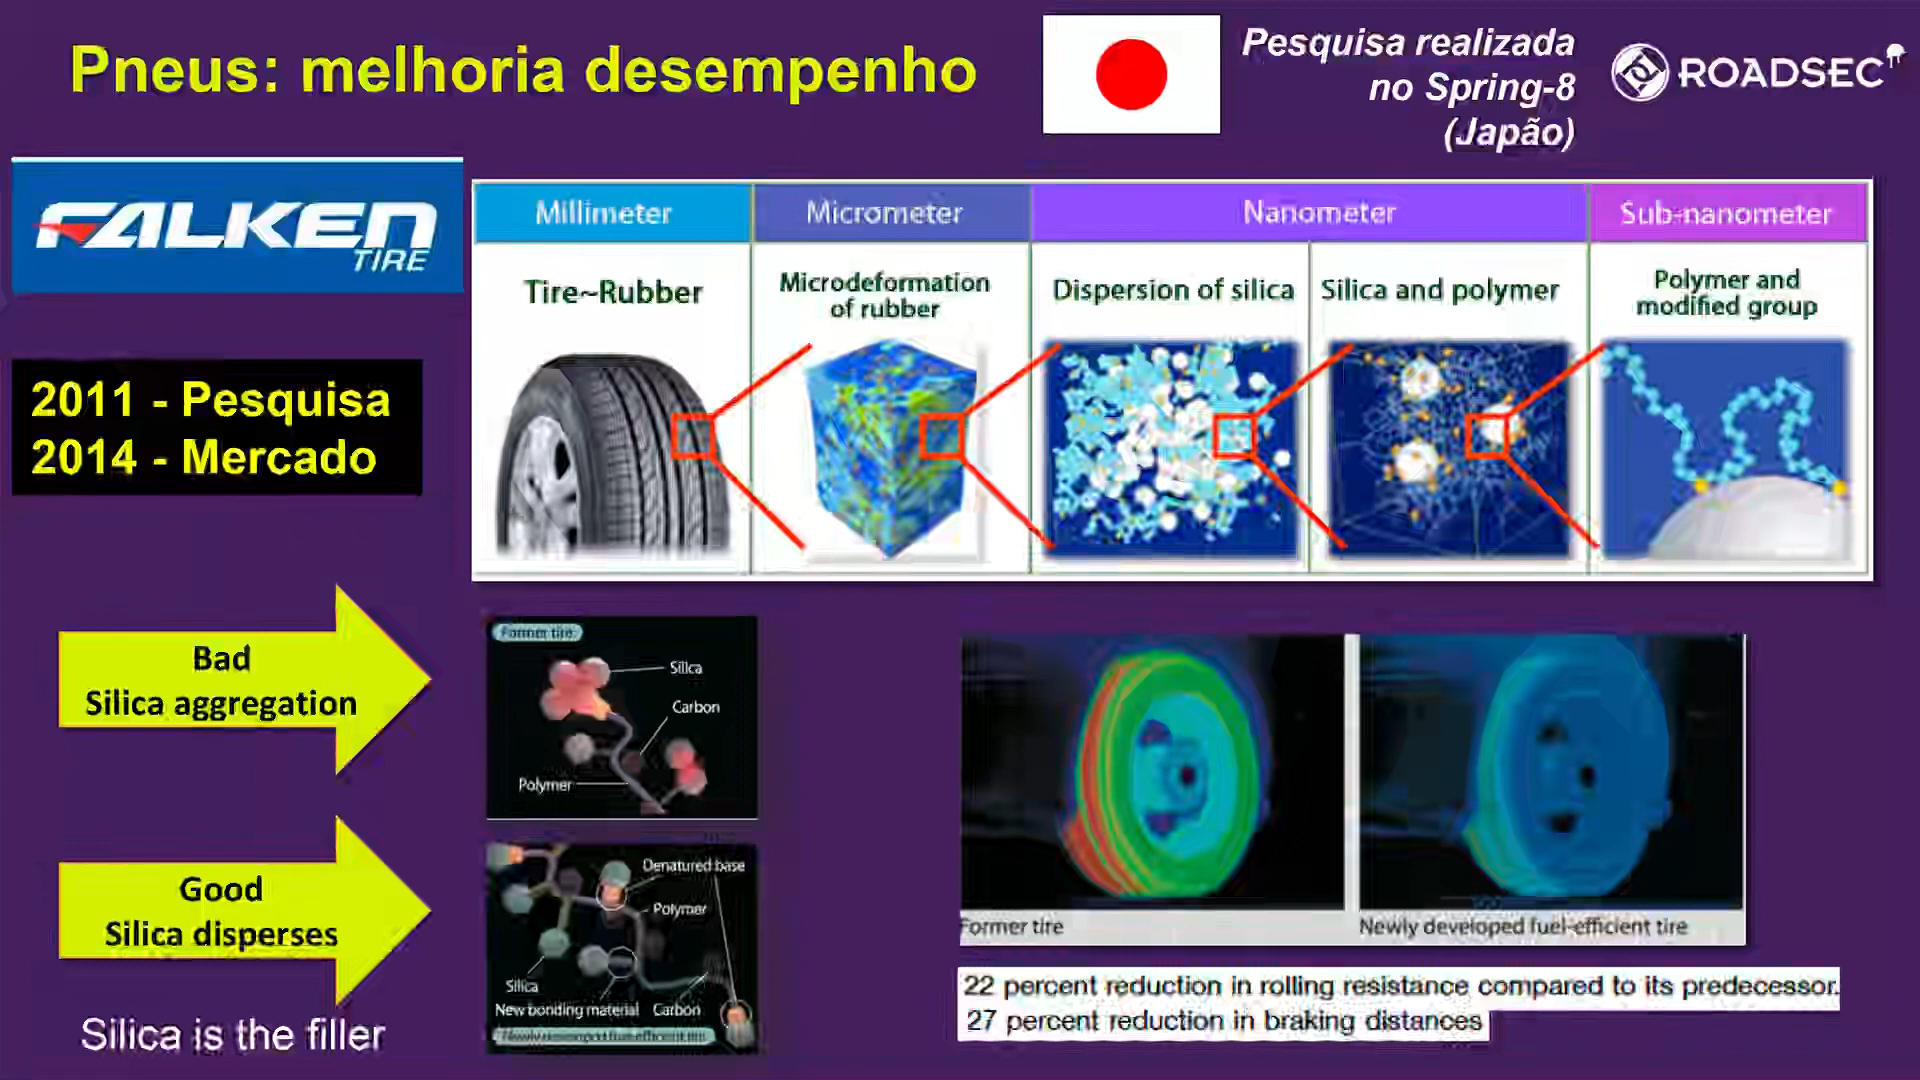 Pneus: melhoria desempenho
Pesquisa realizada
no Spring-8
(Japão)
ROADSEC
FALKEN
TIRE
2011 - Pesquisa
2014 - Mercado
Millimeter
Micrometer
Nanometer
Sub-nanometer
Tire~Rubber
Microdeformation
of rubber
Dispersion of silica
Silica and polymer
Polymer and
modified group
Bad
Silica aggregation
Former tire
Silica
Carbon
Polymer
Good
Silica disperses
Denatured base
Polymer
Silica
New bonding material
Carbon
Silica is the filler
Former tire
Newly developed fuel-efficient tire
22 percent reduction in rolling resistance compared to its predecessor.
27 percent reduction in braking distances